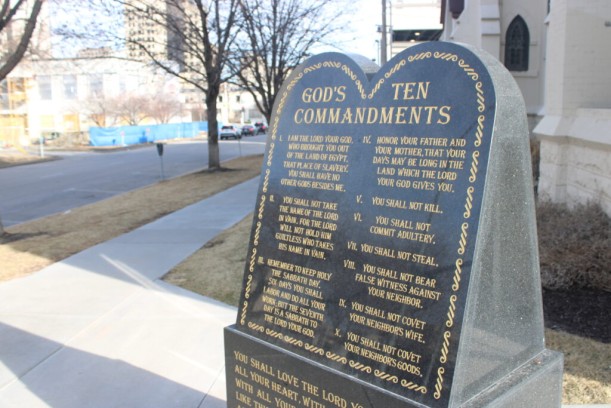 GOD'S TEN
COMMANDMENTS
I. I AM THE LORD YOUR GOD,
WHO BROUGHT YOU OUT
OF THE LAND OF EGYPT,
THAT PLACE OF SLAVERY.
YOU SHALL HAVE NO
OTHER GODS BESIDES ME.
II. YOU SHALL NOT TAKE
THE NAME OF THE LORD
IN VAIN. FOR THE LORD
WILL NOT HOLD HIM
GUILTLESS WHO TAKES
HIS NAME IN VAIN.
III. REMEMBER TO KEEP HOLY
THE SABBATH DAY.
SIX DAYS YOU SHALL
LABOR AND DO ALL YOUR
WORK, BUT THE SEVENTH
DAY IS A SABBATH TO
THE LORD YOUR GOD.
IV. HONOR YOUR FATHER AND
YOUR MOTHER, THAT YOUR
DAYS MAY BE LONG IN THE
LAND WHICH THE LORD
YOUR GOD GIVES YOU.
V. YOU SHALL NOT KILL.
VI. YOU SHALL NOT
COMMIT ADULTERY.
VII. YOU SHALL NOT STEAL.
VIII. YOU SHALL NOT BEAR
FALSE WITNESS AGAINST
YOUR NEIGHBOR.
IX. YOU SHALL NOT COVET
YOUR NEIGHBOR'S WIFE.
X. YOU SHALL NOT COVET
YOUR NEIGHBOR'S GOODS.
YOU SHALL LOVE THE LORD
ALL YOUR HEART, WITH
WITH ALL YOUR
LIKE